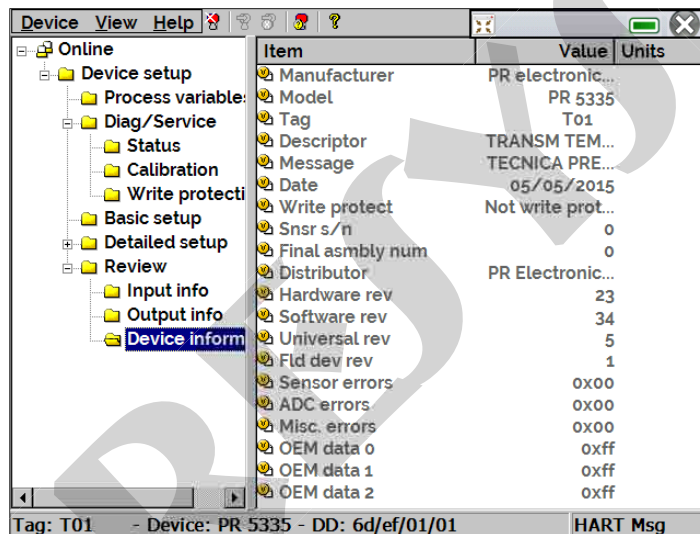 Device View Help
Online
Device setup
Process variable
Diag/Service
Status
Calibration
Write protecti
Basic setup
Detailed setup
Review
Input info
Output info
Device inform
Item Value Units
Manufacturer PR electronic...
Model PR 5335
Tag T01
Descriptor TRANSM TEM...
Message TECNICA PRE...
Date 05/05/2015
Write protect Not write prot...
Snsr s/n 0
Final asmbly num 0
Distributor PR Electronic...
Hardware rev 23
Software rev 34
Universal rev 5
Fld dev rev 1
Sensor errors 0x00
ADC errors 0x00
Misc. errors 0x00
OEM data 0 0xff
OEM data 1 0xff
OEM data 2 0xff
Tag: T01 - Device: PR 5335 - DD: 6d/ef/01/01 HART Msg